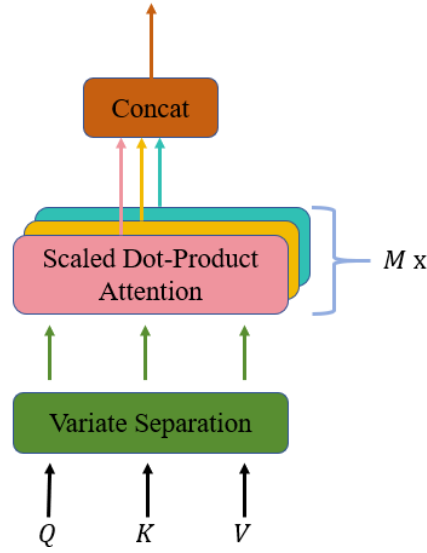 Concat
Scaled Dot-Product
Attention
M x
Variate Separation
Q K V